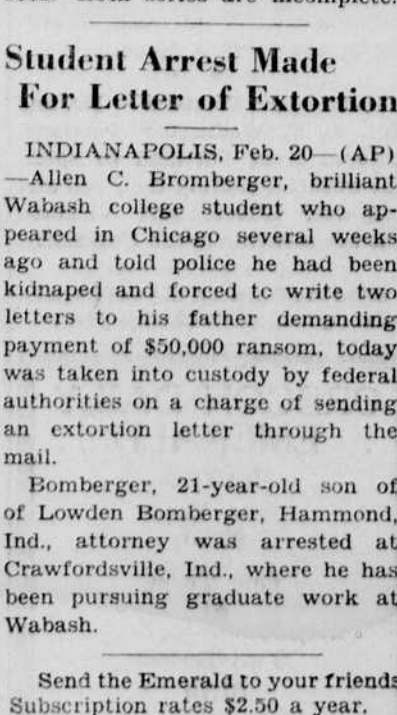 Student Arrest Made
For Letter of Extortion
INDIANAPOLIS, Feb. 20—(AP)
—Allen C. Bromberger, brilliant
Wabash college student who ap-
peared in Chicago several weeks
ago and told police he had been
kidnaped and forced to write two
letters to his father demanding
payment of $50,000 ransom, today
was taken into custody by federal
authorities on a charge of sending
an extortion letter through the
mail.
Bomberger, 21-year-old son of
of Lowden Bomberger, Hammond,
Ind., attorney was arrested at
Crawfordsville, Ind., where he has
been pursuing graduate work at
Wabash.
Send the Emerald to your friends
Subscription rates $2.50 a year.